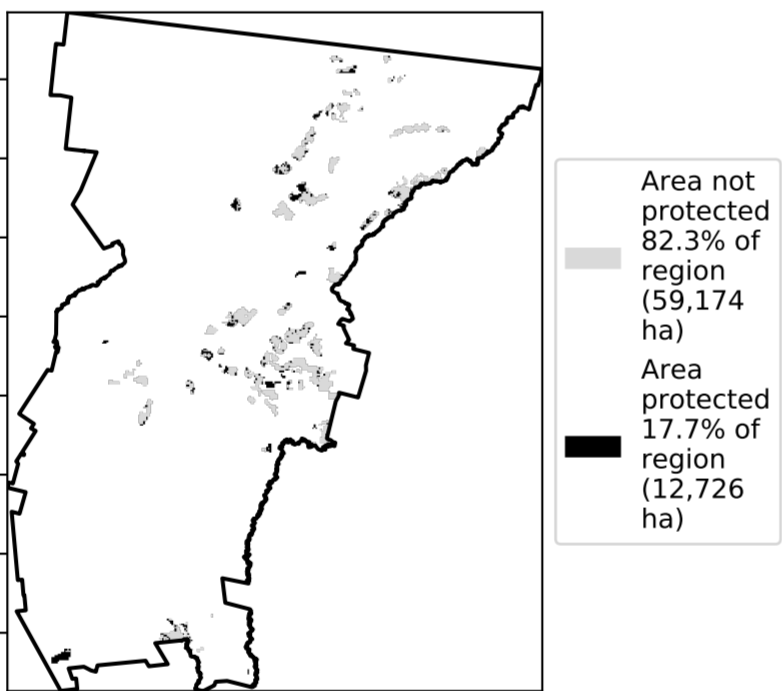 Area not
protected
82.3% of
region
(59,174
ha)
Area
protected
17.7% of
region
(12,726
ha)